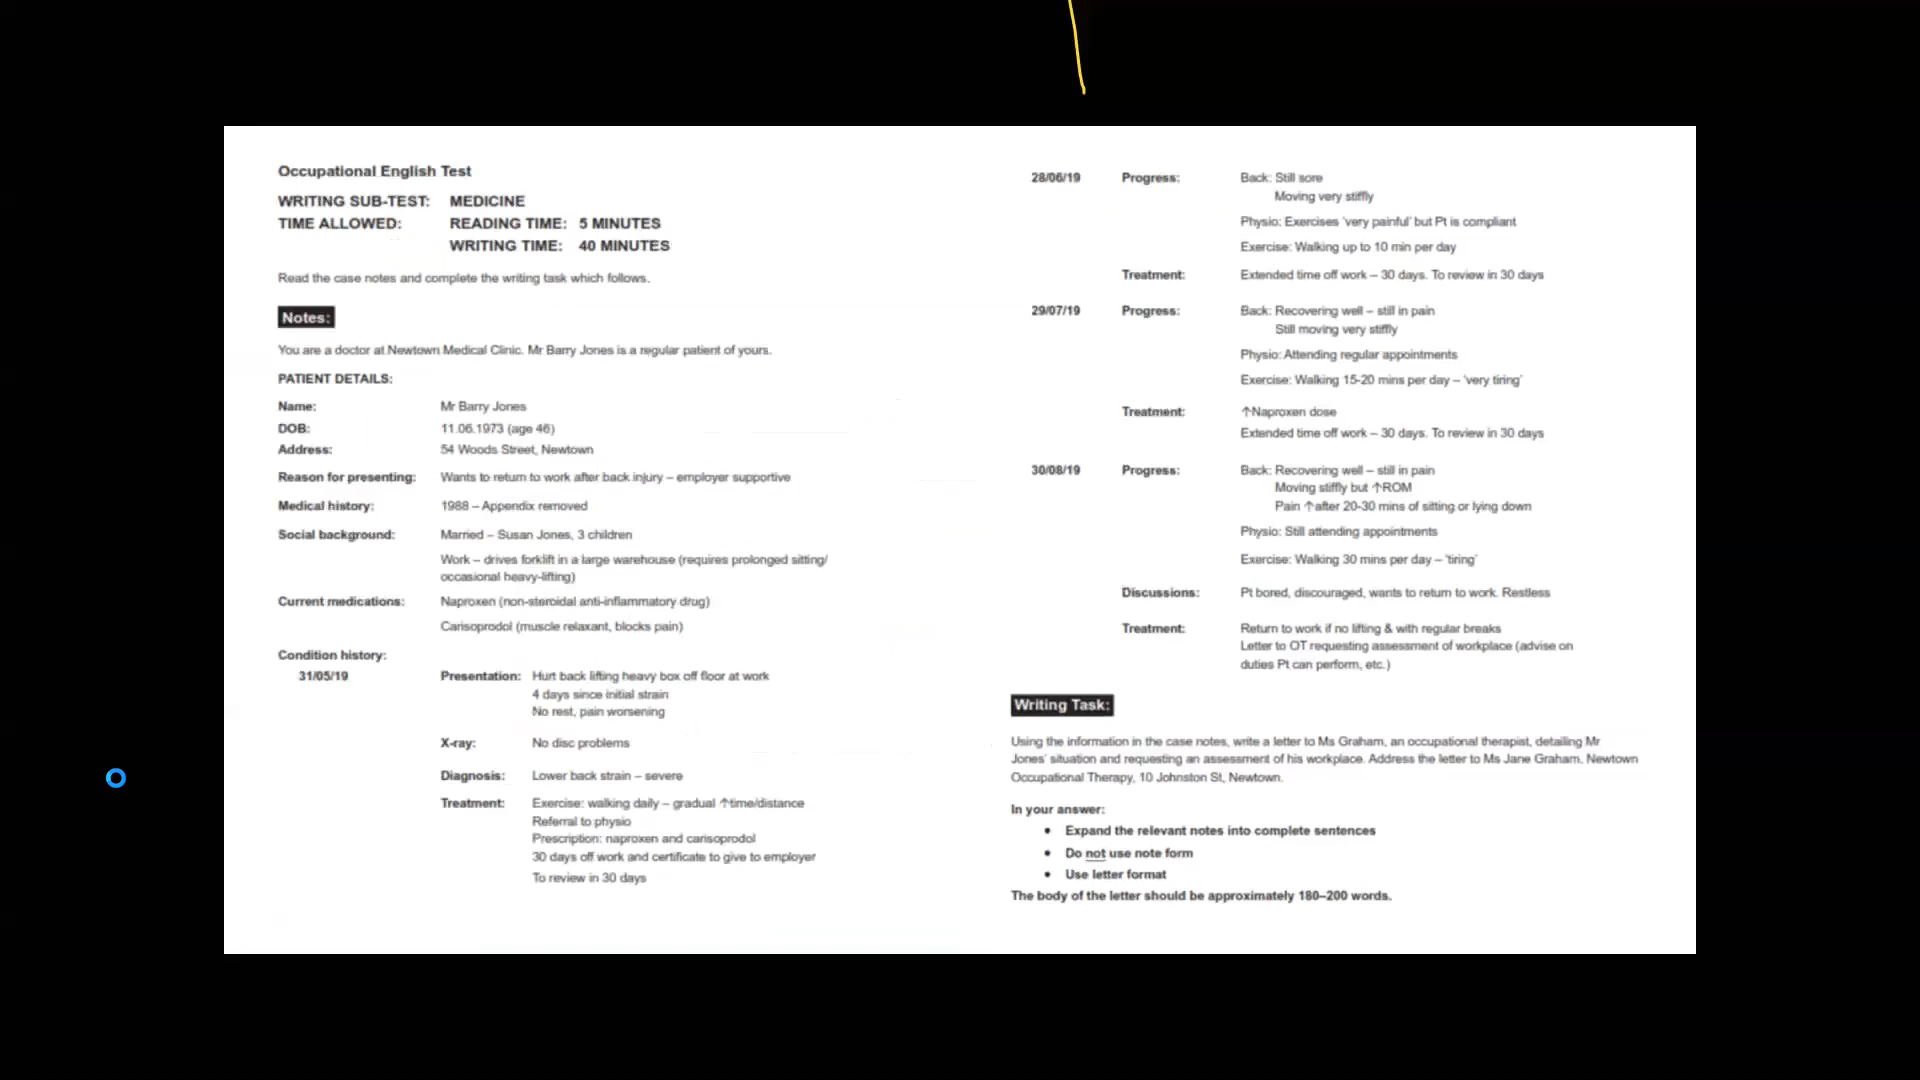 Occupational English Test
WRITING SUB-TEST: MEDICINE
TIME ALLOWED: READING TIME: 5 MINUTES
WRITING TIME: 40 MINUTES
Read the case notes and complete the writing task which follows.
Notes:
You are a doctor at Newtown Medical Clinic. Mr Barry Jones is a regular patient of yours.
PATIENT DETAILS:
Name: Mr Barry Jones
DOB: 11.06.1973 (age 46)
Address: 54 Woods Street, Newtown
Reason for presenting: Wants to return to work after back injury – employer supportive
Medical history: 1988 – Appendix removed
Social background: Married – Susan Jones, 3 children
Work – drives forklift in a large warehouse (requires prolonged sitting/
occasional heavy-lifting)
Current medications: Naproxen (non-steroidal anti-inflammatory drug)
Carisoprodol (muscle relaxant, blocks pain)
Condition history:
31/05/19 Presentation: Hurt back lifting heavy box off floor at work
4 days since initial strain
No rest, pain worsening
X-ray: No disc problems
Diagnosis: Lower back strain – severe
Treatment: Exercise: walking daily – gradual ↑time/distance
Referral to physio
Prescription: naproxen and carisoprodol
30 days off work and certificate to give to employer
To review in 30 days
28/06/19 Progress: Back: Still sore
Moving very stiffly
Physio: Exercises 'very painful' but Pt is compliant
Exercise: Walking up to 10 min per day
Treatment: Extended time off work – 30 days. To review in 30 days
29/07/19 Progress: Back: Recovering well – still in pain
Still moving very stiffly
Physio: Attending regular appointments
Exercise: Walking 15-20 mins per day – 'very tiring'
Treatment: ↑Naproxen dose
Extended time off work – 30 days. To review in 30 days
30/08/19 Progress: Back: Recovering well – still in pain
Moving stiffly but ↑ROM
Pain ↑after 20-30 mins of sitting or lying down
Physio: Still attending appointments
Exercise: Walking 30 mins per day – 'tiring'
Discussions: Pt bored, discouraged, wants to return to work. Restless
Treatment: Return to work if no lifting & with regular breaks
Letter to OT requesting assessment of workplace (advise on
duties Pt can perform, etc.)
Writing Task:
Using the information in the case notes, write a letter to Ms Graham, an occupational therapist, detailing Mr
Jones' situation and requesting an assessment of his workplace. Address the letter to Ms Jane Graham, Newtown
Occupational Therapy, 10 Johnston St, Newtown.
In your answer:
• Expand the relevant notes into complete sentences
• Do not use note form
• Use letter format
The body of the letter should be approximately 180–200 words.